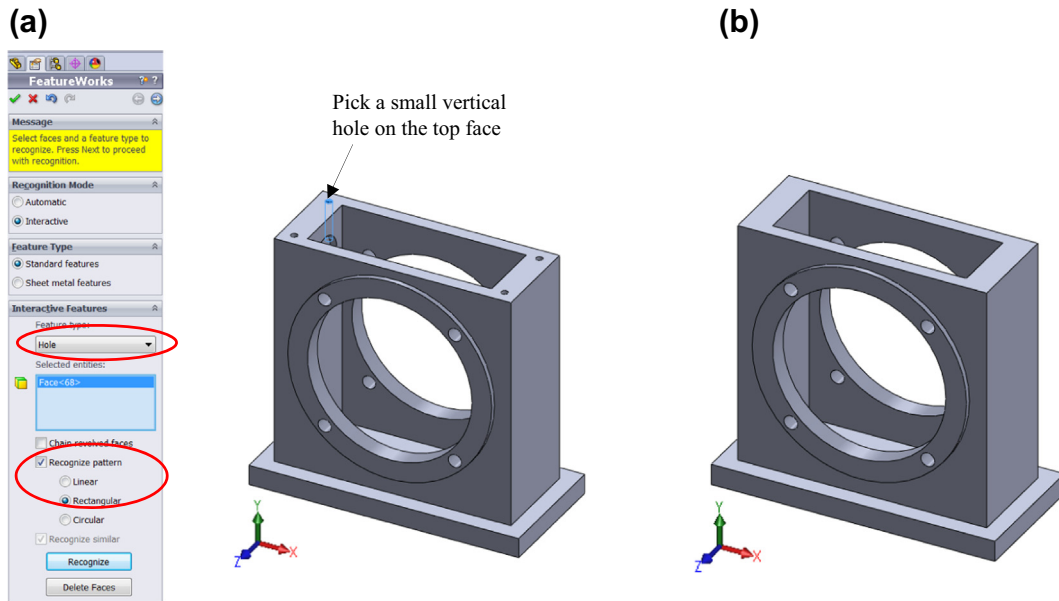 (a)
(b)
FeatureWorks
Message
Select faces and a feature type to
recognize. Press Next to proceed
with recognition.
Recognition Mode
Automatic
Interactive
Feature Type
Standard features
Sheet metal features
Interactive Features
Feature type:
Hole
Selected entities:
Face<68>
Chain revolved faces
Recognize pattern
Linear
Rectangular
Circular
Recognize similar
Recognize
Delete Faces
Pick a small vertical
hole on the top face
Y
X
Z
Y
X
Z